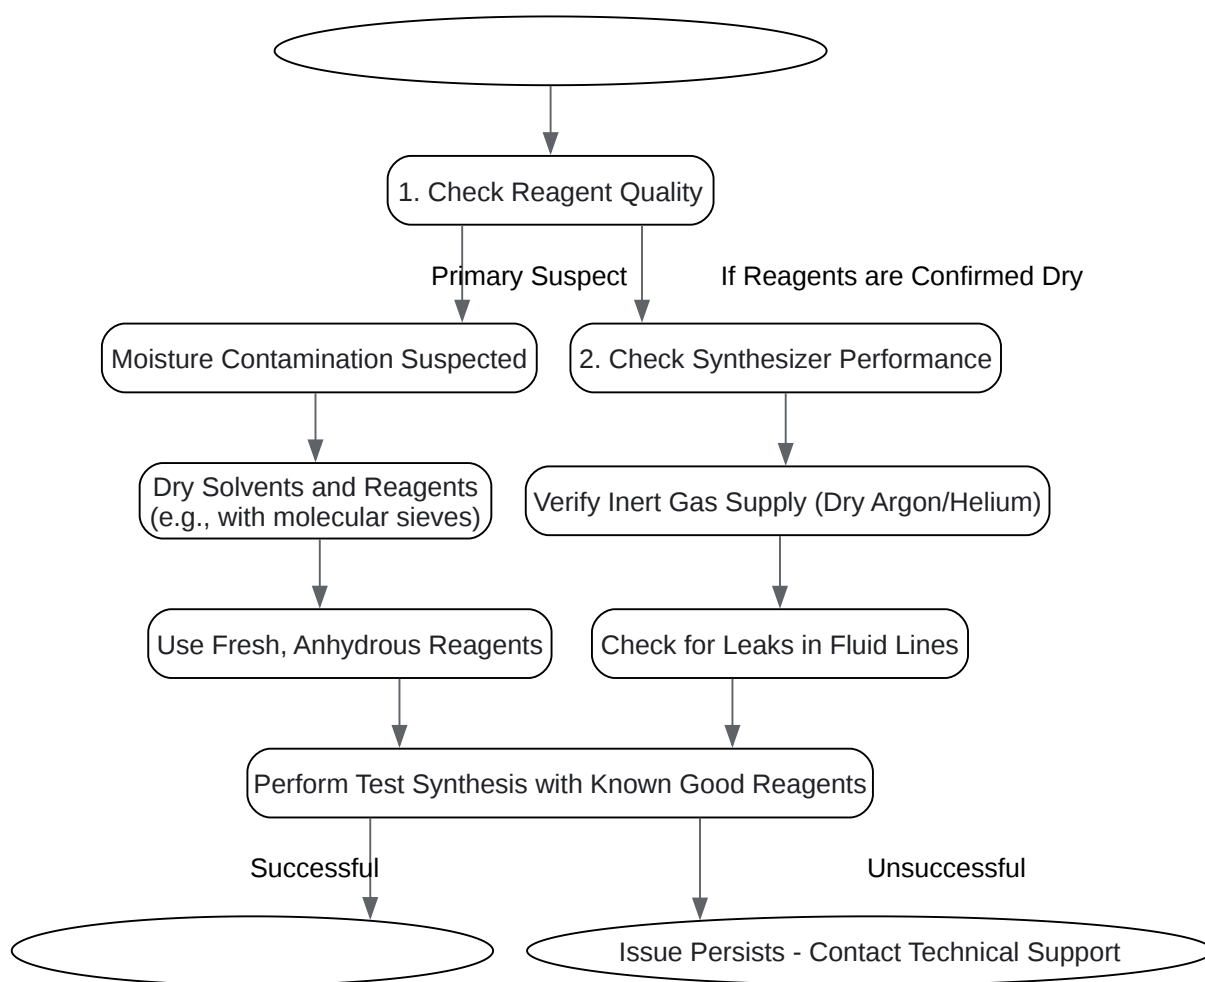 1. Check Reagent Quality
Primary Suspect
If Reagents are Confirmed Dry
Moisture Contamination Suspected
2. Check Synthesizer Performance
Dry Solvents and Reagents
(e.g., with molecular sieves)
Verify Inert Gas Supply (Dry Argon/Helium)
Use Fresh, Anhydrous Reagents
Check for Leaks in Fluid Lines
Perform Test Synthesis with Known Good Reagents
Successful
Unsuccessful
Issue Persists - Contact Technical Support